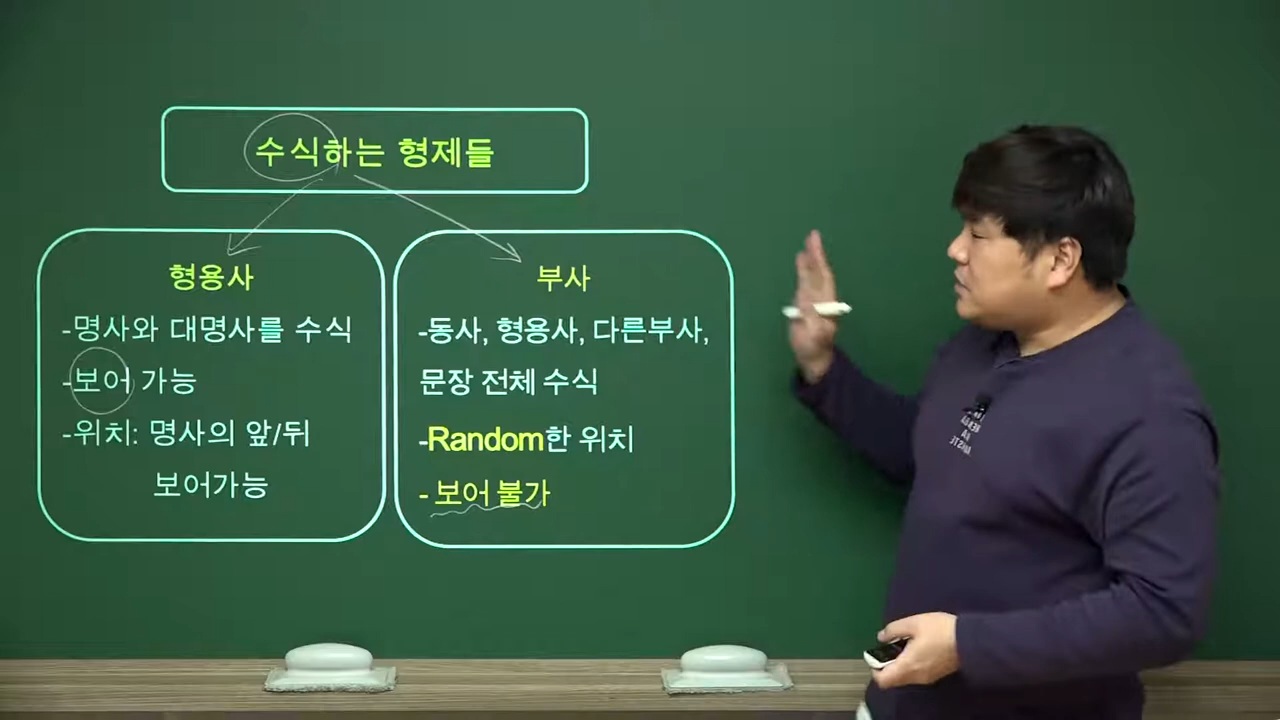 수식하는 형제들
형용사
-명사와 대명사를 수식
-보어 가능
-위치: 명사의 앞/뒤
보어가능
부사
-동사, 형용사, 다른부사,
문장 전체 수식
-Random한 위치
- 보어 불가